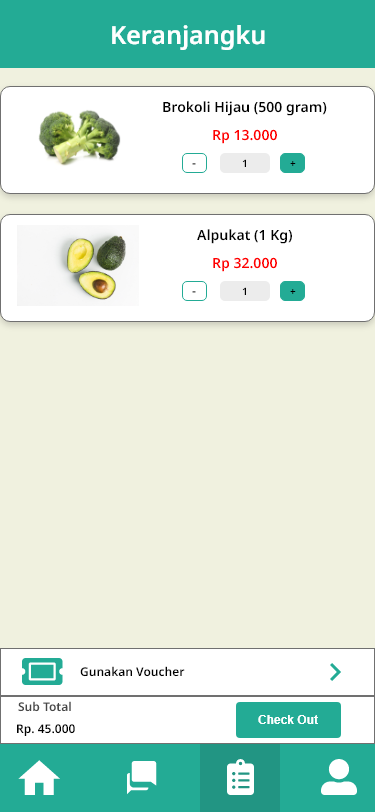 Keranjangku
Brokoli Hijau (500 gram)
Rp 13.000
- 1 +
Alpukat (1 Kg)
Rp 32.000
- 1 +
Gunakan Voucher
Sub Total
Rp. 45.000
Check Out